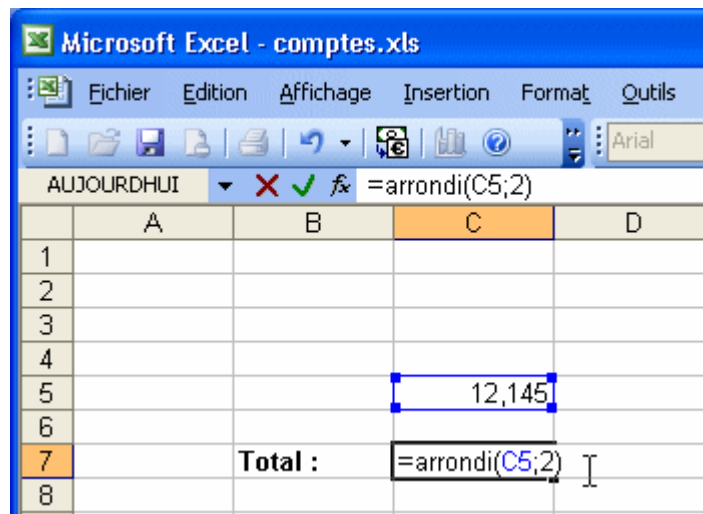 Microsoft Excel - comptes.xls
Fichier Edition Affichage Insertion Format Outils
Arial
AUJOURDHUI fx =arrondi(C5;2)
A B C D
1
2
3
4
5 12,145
6
7 Total : =arrondi(C5;2)
8